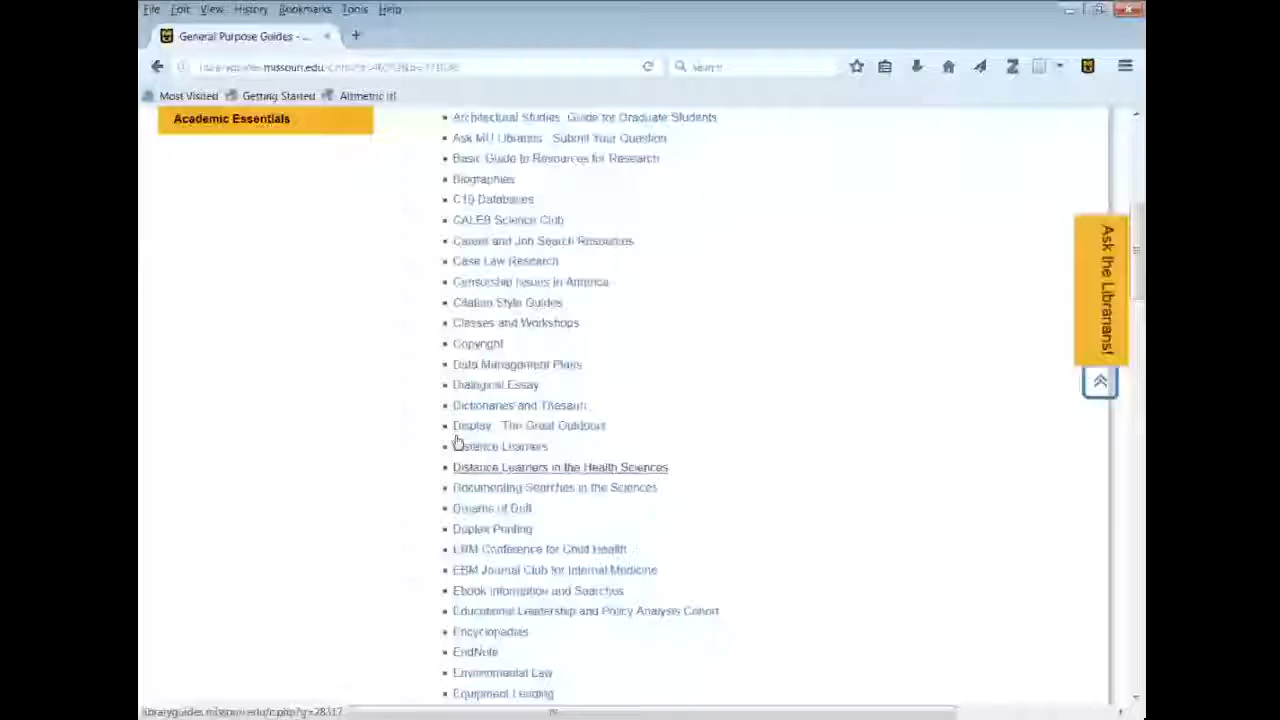 File Edit View History Bookmarks Tools Help
General Purpose Guides - ...
Search
Most Visited Getting Started Altmetric it!
Academic Essentials
Architectural Studies Guide for Graduate Students
Ask MU Libraries Submit Your Question
Basic Guide to Resources for Research
Biographies
C19 Databases
Science Club
Career and Job Search Resources
Case Law Research
Censorship Issues in America
Citation Style Guides
Classes and Workshops
Copyright
Data Management Plans
Dialogical Essay
Dictionaries and Thesauri
Display The Great Outdoors
Distance Learners
Distance Learners in the Health Sciences
Documenting Searches in the Sciences
Duplex Printing
EBM Conference for Child Health
EBM Journal Club for Internal Medicine
Ebook Information and Searches
Educational Leadership and Policy Analysis Cohort
Encyclopedias
EndNote
Environmental Law
Equipment Lending
Ask the Librarians!
libraryguides.missouri.edu/c.php?g=28317